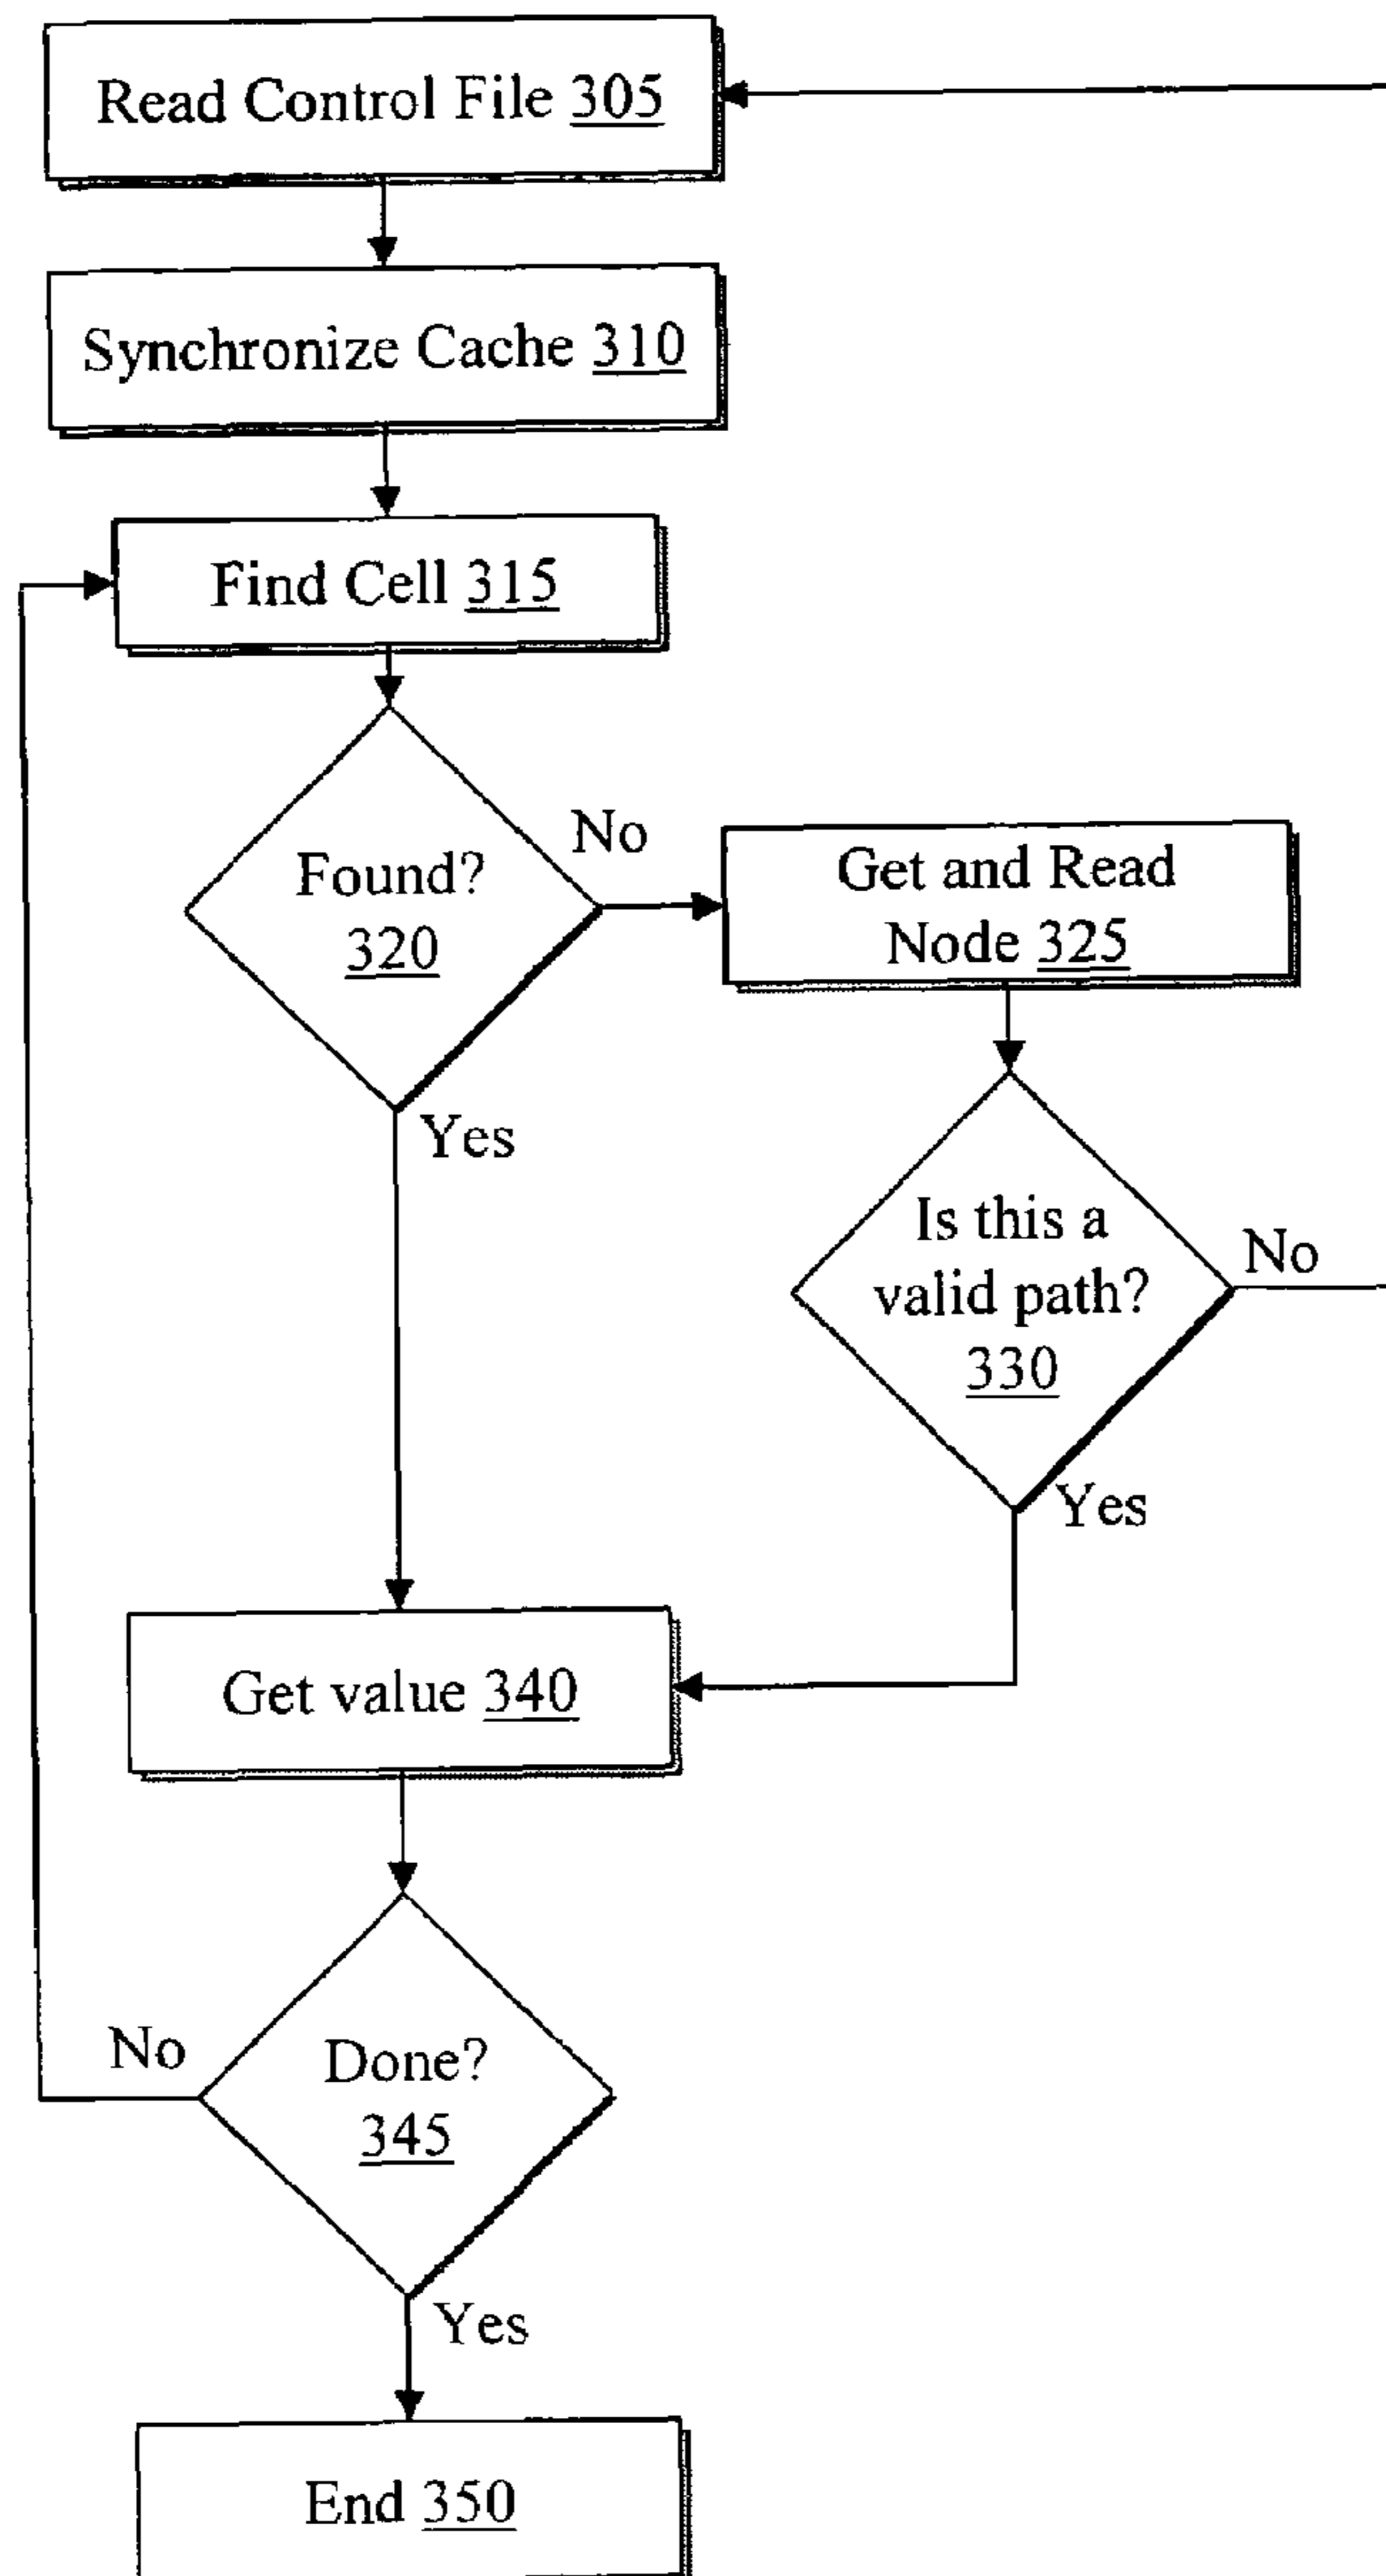 Read Control File 305
Synchronize Cache 310
Find Cell 315
No
Found?
320
Get and Read
Node 325
Yes
Is this a
valid path?
330
No
Yes
Get value 340
No
Done?
345
Yes
End 350